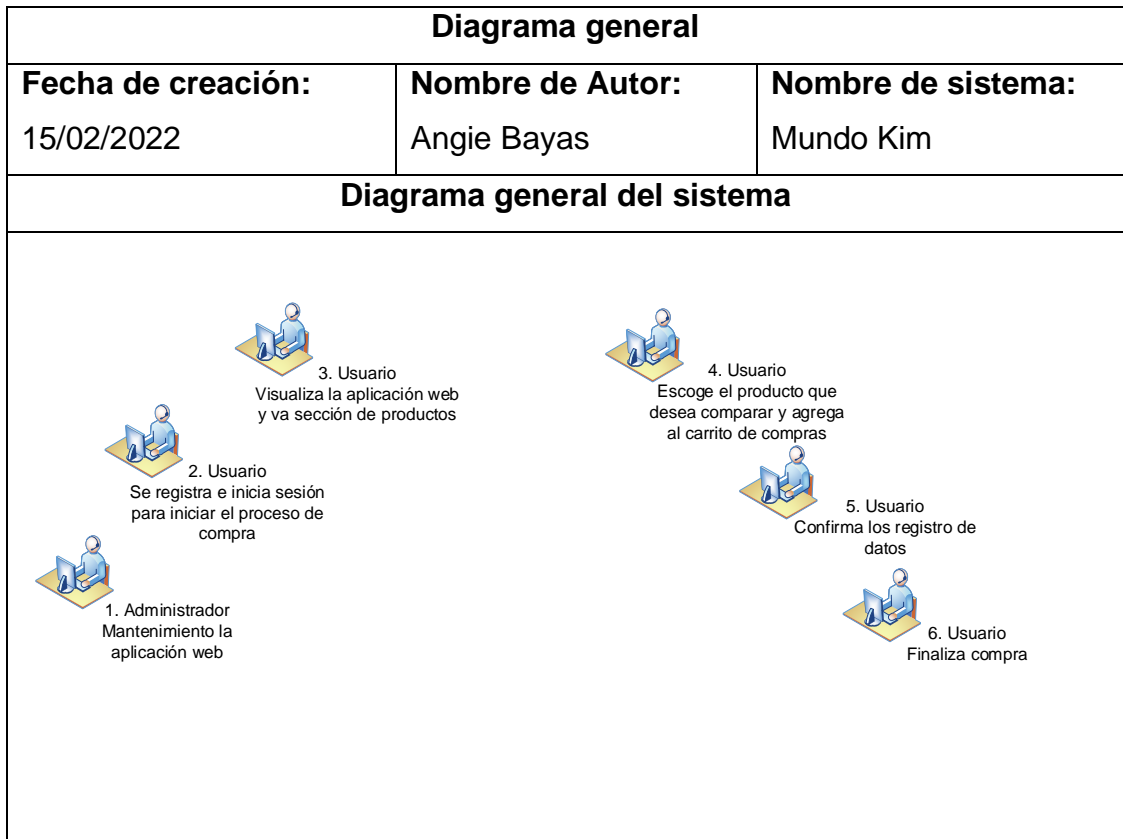 Diagrama general
Fecha de creación:
15/02/2022
Nombre de Autor:
Angie Bayas
Nombre de sistema:
Mundo Kim
Diagrama general del sistema
1. Administrador
Mantenimiento la
aplicación web
2. Usuario
Se registra e inicia sesión
para iniciar el proceso de
compra
3. Usuario
Visualiza la aplicación web
y va sección de productos
4. Usuario
Escoge el producto que
desea comparar y agrega
al carrito de compras
5. Usuario
Confirma los registro de
datos
6. Usuario
Finaliza compra